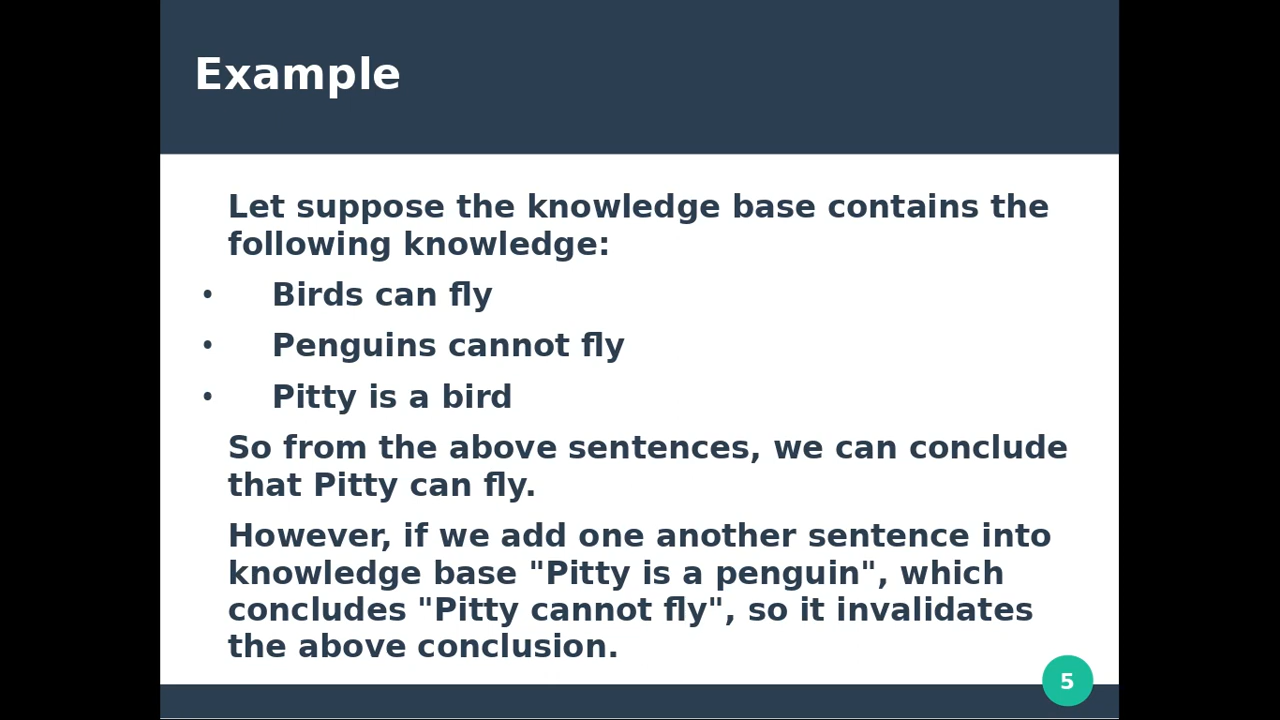 Example
Let suppose the knowledge base contains the
following knowledge:
• Birds can fly
• Penguins cannot fly
• Pitty is a bird
So from the above sentences, we can conclude
that Pitty can fly.
However, if we add one another sentence into
knowledge base "Pitty is a penguin", which
concludes "Pitty cannot fly", so it invalidates
the above conclusion.
5